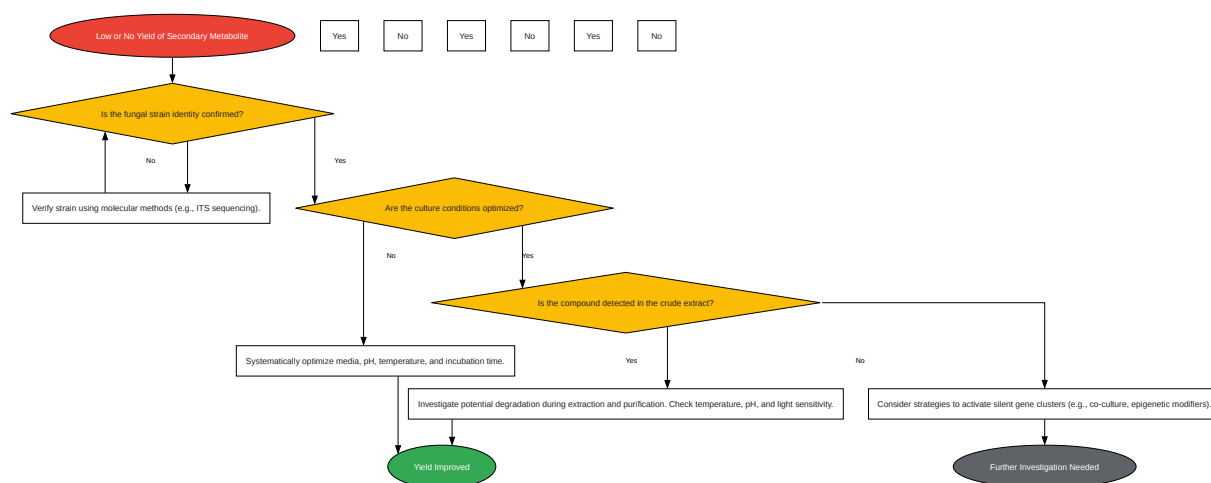 Low or No Yield of Secondary Metabolite
Yes
No
Yes
No
Yes
No
Is the fungal strain identity confirmed?
No
Yes
Verify strain using molecular methods (e.g., ITS sequencing).
Are the culture conditions optimized?
No
Yes
Is the compound detected in the crude extract?
Systematically optimize media, pH, temperature, and incubation time.
Yes
No
Investigate potential degradation during extraction and purification. Check temperature, pH, and light sensitivity.
Consider strategies to activate silent gene clusters (e.g., co-culture, epigenetic modifiers).
Yield Improved
Further Investigation Needed